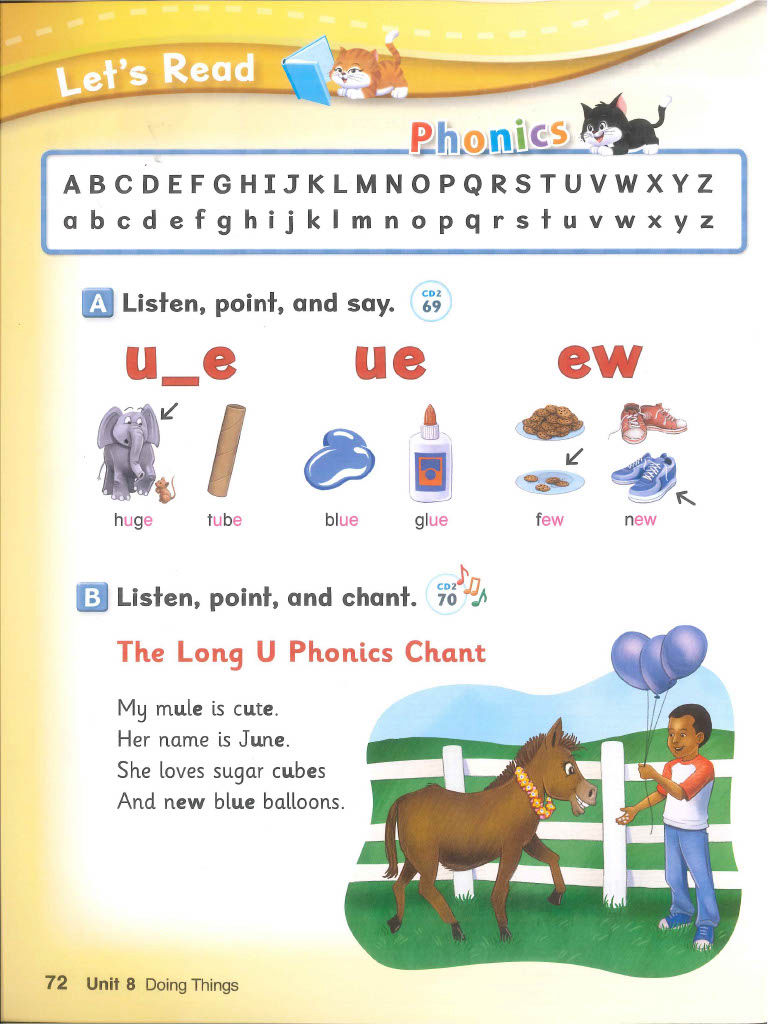 Let's Read
Phonics
A B C D E F G H I J K L M N O P Q R S T U V W X Y Z
a b c d e f g h i j k l m n o p q r s t u v w x y z
A Listen, point, and say. CD2 69
u_e ue ew
huge tube blue glue few new
B Listen, point, and chant. CD2 70
The Long U Phonics Chant
My mule is cute.
Her name is June.
She loves sugar cubes
And new blue balloons.
72 Unit 8 Doing Things